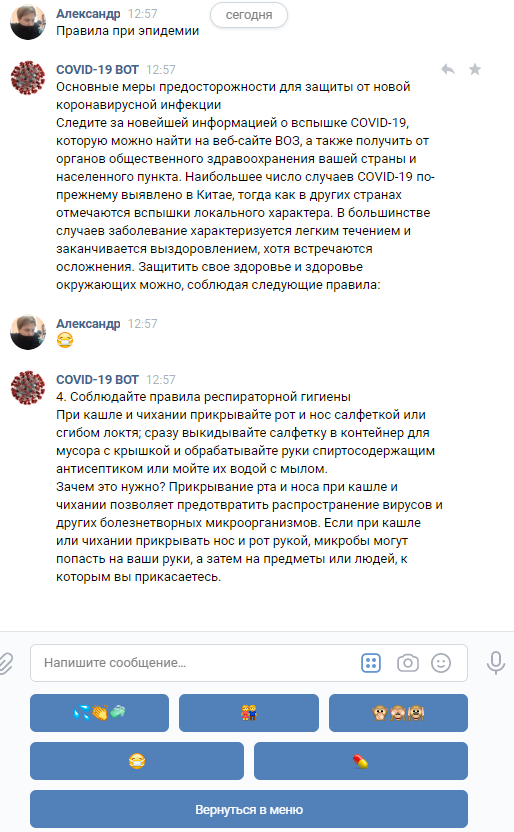 сегодня
Александр 12:57
Правила при эпидемии
COVID-19 BOT 12:57
Основные меры предосторожности для защиты от новой
коронавирусной инфекции
Следите за новейшей информацией о вспышке COVID-19,
которую можно найти на веб-сайте ВОЗ, а также получить от
органов общественного здравоохранения вашей страны и
населенного пункта. Наибольшее число случаев COVID-19 по-
прежнему выявлено в Китае, тогда как в других странах
отмечаются вспышки локального характера. В большинстве
случаев заболевание характеризуется легким течением и
заканчивается выздоровлением, хотя встречаются
осложнения. Защитить свое здоровье и здоровье
окружающих можно, соблюдая следующие правила:
Александр 12:57
😷
COVID-19 BOT 12:57
4. Соблюдайте правила респираторной гигиены
При кашле и чихании прикрывайте рот и нос салфеткой или
сгибом локтя; сразу выкидывайте салфетку в контейнер для
мусора с крышкой и обрабатывайте руки спиртосодержащим
антисептиком или мойте их водой с мылом.
Зачем это нужно? Прикрывание рта и носа при кашле и
чихании позволяет предотвратить распространение вирусов и
других болезнетворных микроорганизмов. Если при кашле
или чихании прикрывать нос и рот рукой, микробы могут
попасть на ваши руки, а затем на предметы или людей, к
которым вы прикасаетесь.
Напишите сообщение...
Вернуться в меню